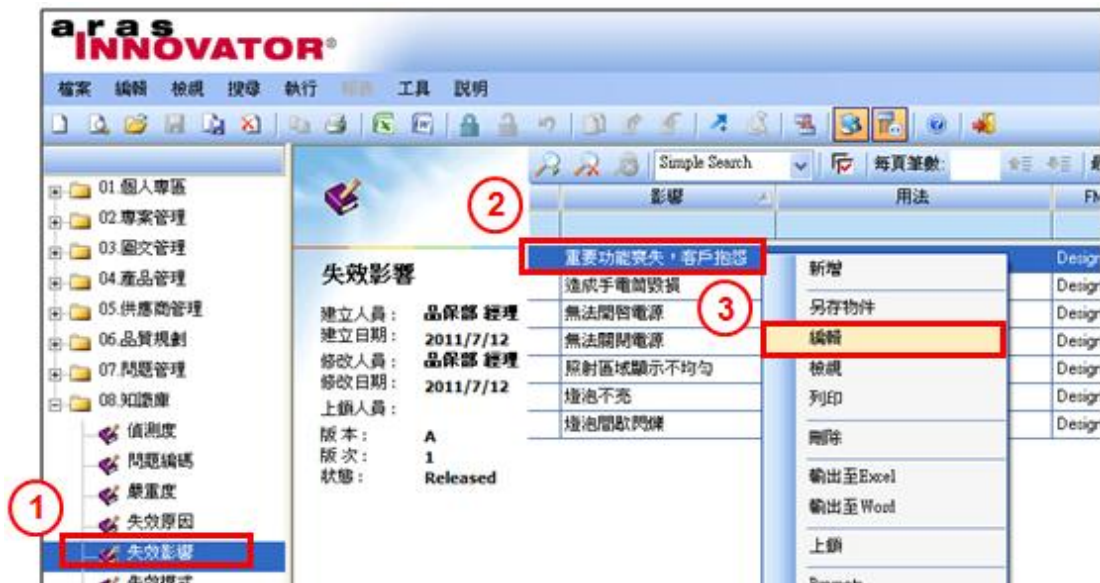 aras
INNOVATOR®
檔案 編輯 檢視 搜尋 執行 工具 說明
Simple Search 每頁筆數:
影響 用法
01.個人專區
02.專案管理
03.圖文管理
04.產品管理
05.供應商管理
06.品質規劃
07.問題管理
08.知識庫
偵測度
問題編碼
嚴重度
失效原因
失效影響
失效模式
1
失效影響
建立人員: 品保部 經理
建立日期: 2011/7/12
修改人員: 品保部 經理
修改日期: 2011/7/12
上鎖人員:
版本: A
版次: 1
狀態: Released
2
重要功能喪失,客戶抱怨
造成手電筒毀損
無法開啓電源
無法關閉電源
照射區域顯示不均勻
燈泡不亮
燈泡間歇閃爍
3
新增
另存物件
編輯
檢視
列印
刪除
輸出至Excel
輸出至Word
上鎖
Promote
Design
Design
Design
Design
Design
Design
Design